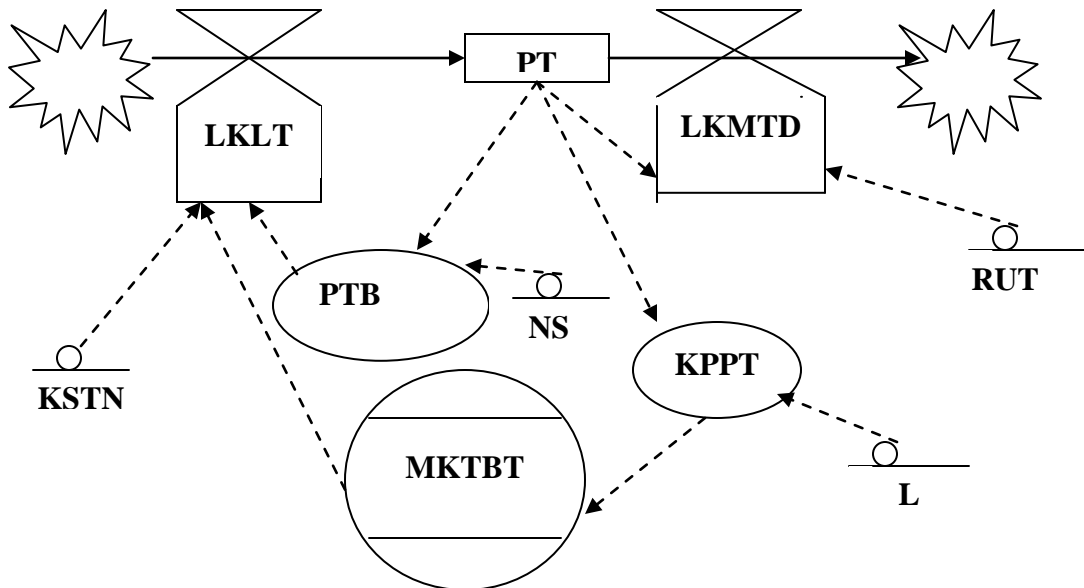 PT
LKLT
LKMTD
RUT
PTB
NS
KPPT
KSTN
MKTBT
L